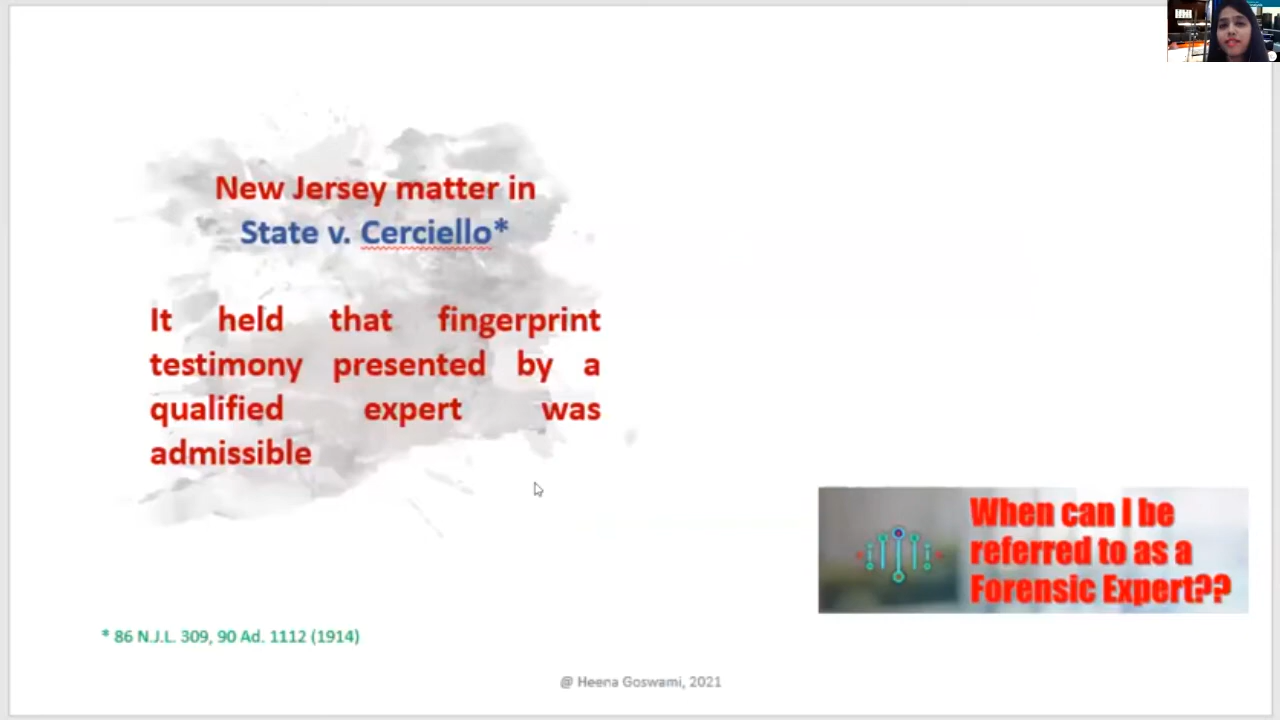 New Jersey matter in
State v. Cerciello*
It held that fingerprint
testimony presented by a
qualified expert was
admissible
When can I be
referred to as a
Forensic Expert??
* 86 N.J.L. 309, 90 Ad. 1112 (1914)
@ Heena Goswami, 2021